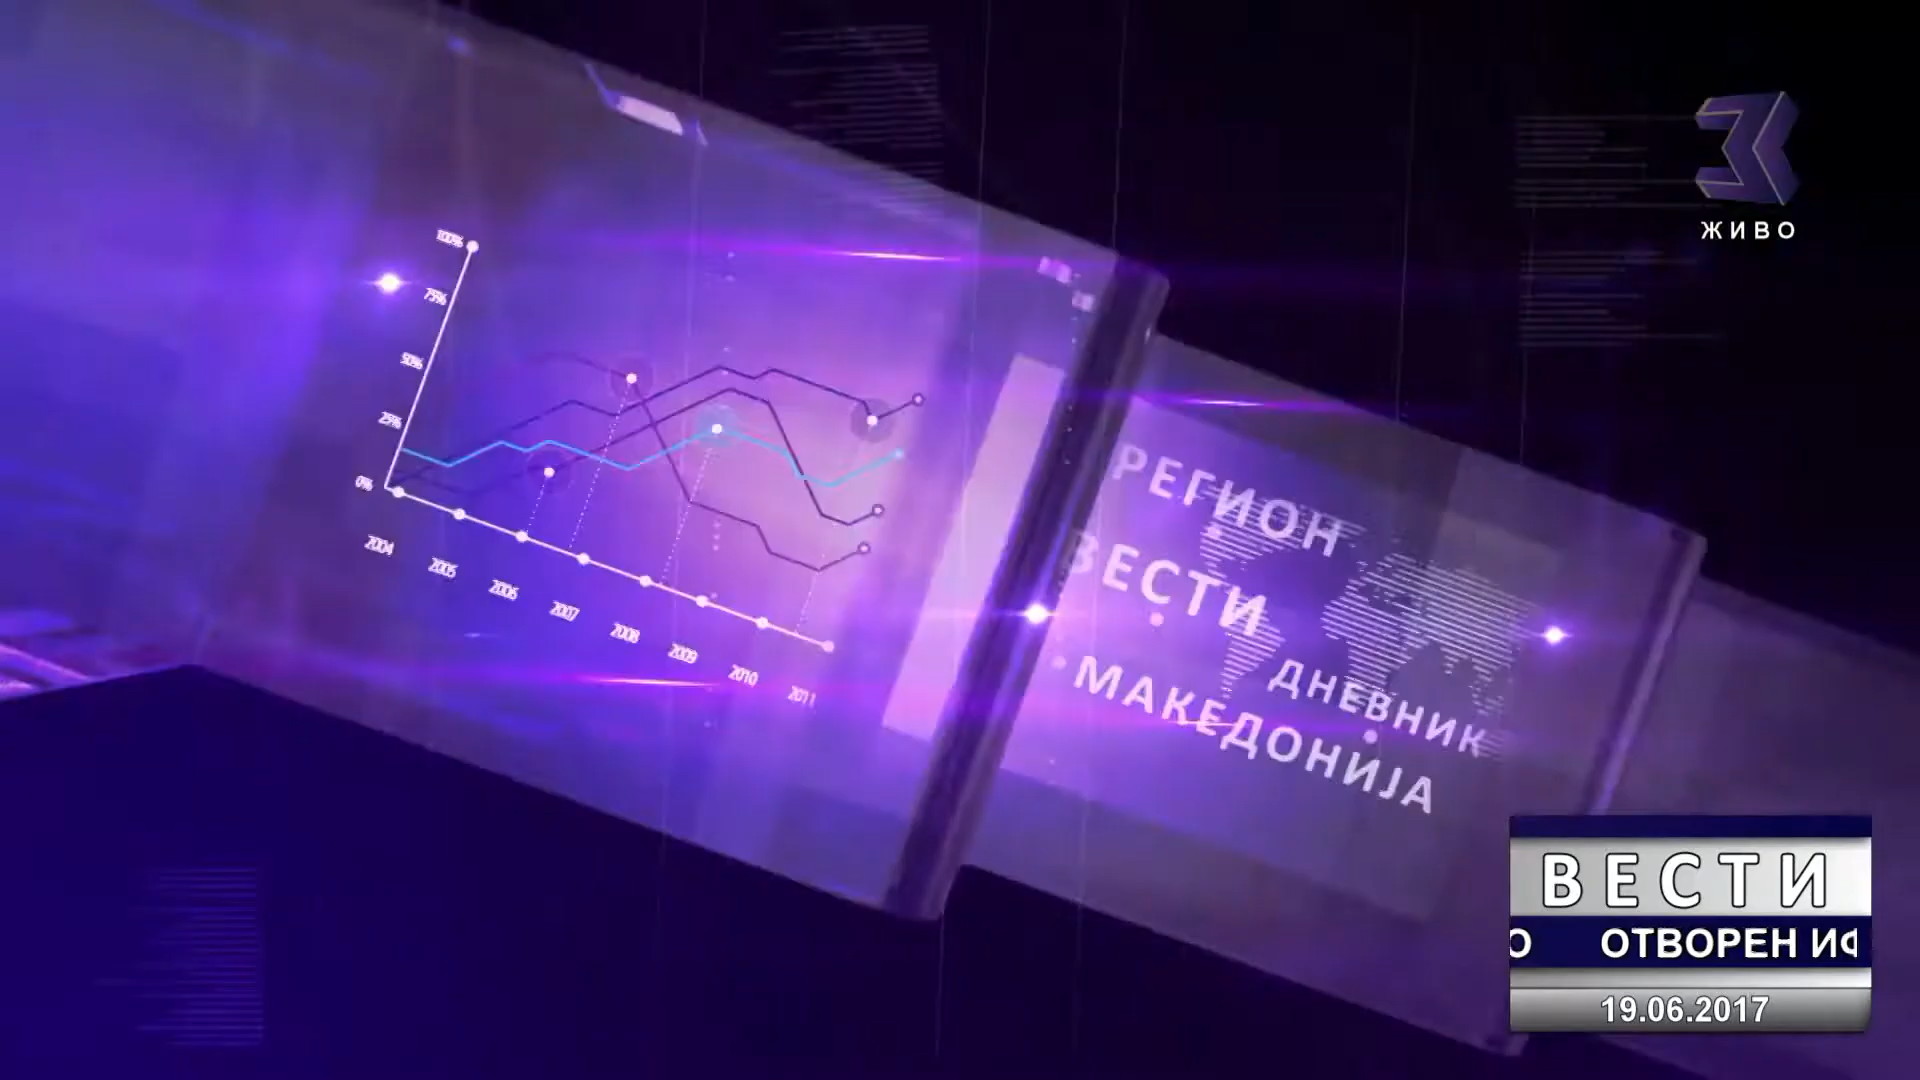 ЖИВО
100%
75%
50%
25%
0%
2004
2005
2006
2007
2008
2009
2010
2011
РЕГИОН
ВЕСТИ
ДНЕВНИК
МАКЕДОНИЈА
ВЕСТИ
ОТВОРЕН
19.06.2017